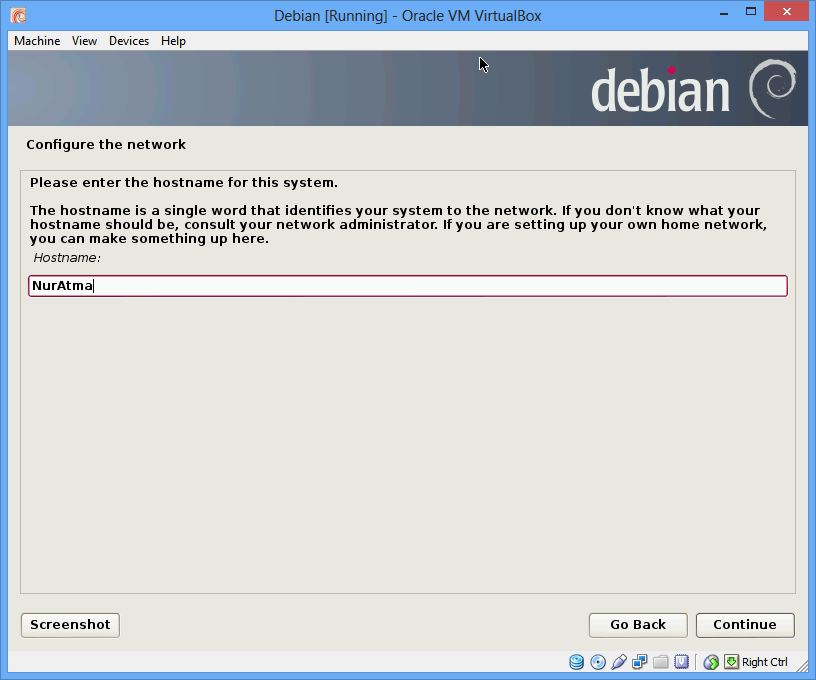 Debian [Running] - Oracle VM VirtualBox
Machine View Devices Help
debian
Configure the network
Please enter the hostname for this system.
The hostname is a single word that identifies your system to the network. If you don't know what your
hostname should be, consult your network administrator. If you are setting up your own home network,
you can make something up here.
Hostname:
NurAtma
Screenshot Go Back Continue
Right Ctrl